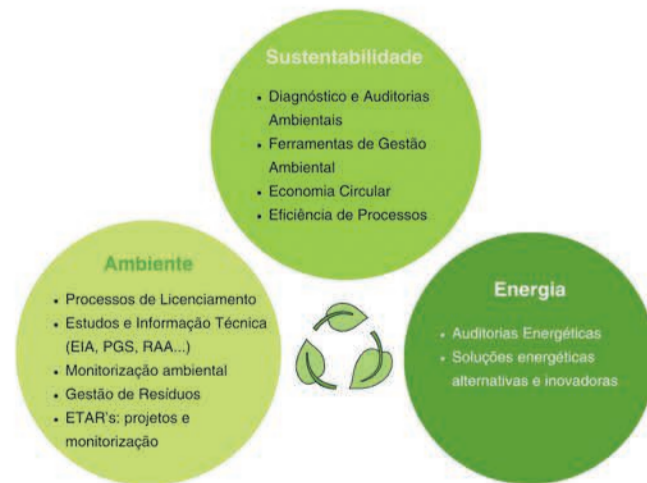 Sustentabilidade
• Diagnóstico e Auditorias
Ambientais
• Ferramentas de Gestão
Ambiental
• Economia Circular
• Eficiência de Processos
Ambiente
• Processos de Licenciamento
• Estudos e Informação Técnica
(EIA, PGS, RAA...)
• Monitorização ambiental
• Gestão de Resíduos
• ETAR's: projetos e
monitorização
Energia
• Auditorias Energéticas
• Soluções energéticas
alternativas e inovadoras